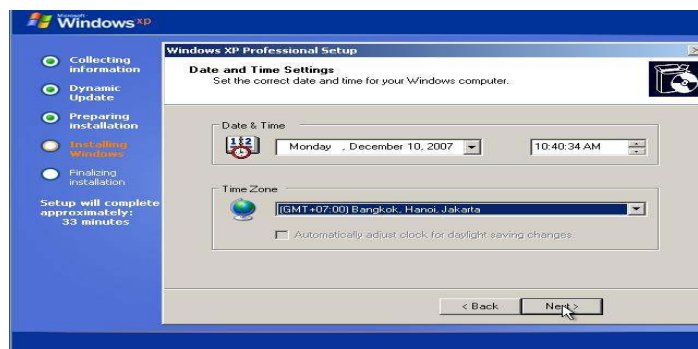 Microsoft
Windows xp
Collecting
information
Dynamic
Update
Preparing
installation
Installing
Windows
Finalizing
installation
Setup will complete
approximately:
33 minutes
Windows XP Professional Setup
Date and Time Settings
Set the correct date and time for your Windows computer.
Date & Time
Monday , December 10, 2007
10:40:34 AM
Time Zone
(GMT+07:00) Bangkok, Hanoi, Jakarta
Automatically adjust clock for daylight saving changes
< Back
Next >